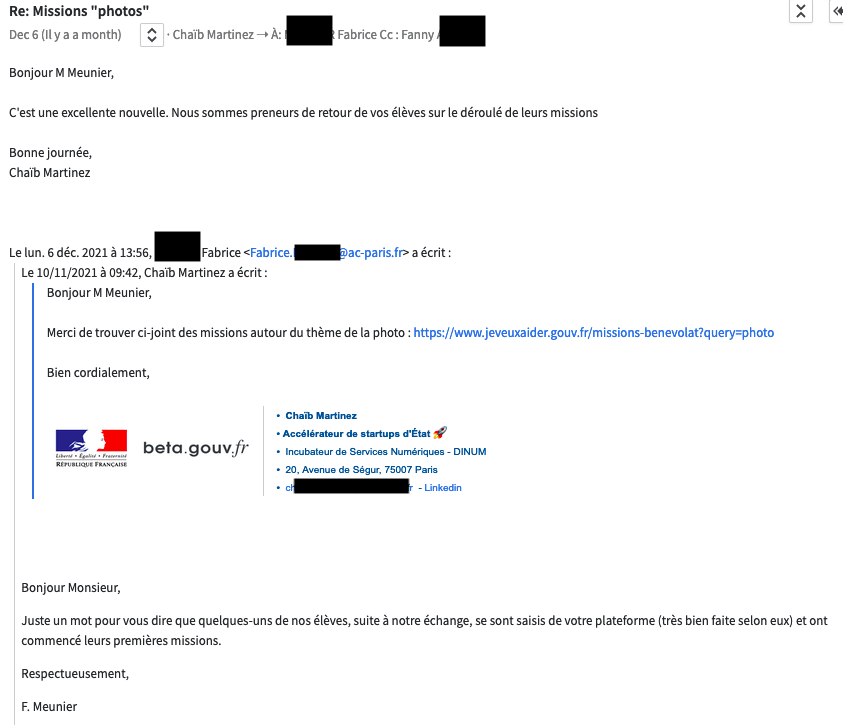 Re: Missions "photos"
Dec 6 (Il y a a month) · Chaïb Martinez → À: Fabrice Cc : Fanny
Bonjour M Meunier,
C'est une excellente nouvelle. Nous sommes preneurs de retour de vos élèves sur le déroulé de leurs missions
Bonne journée,
Chaïb Martinez
Le lun. 6 déc. 2021 à 13:56, Fabrice <Fabrice. @ac-paris.fr> a écrit :
Le 10/11/2021 à 09:42, Chaïb Martinez a écrit :
Bonjour M Meunier,
Merci de trouver ci-joint des missions autour du thème de la photo : https://www.jeveuxaider.gouv.fr/missions-benevolat?query=photo
Bien cordialement,
Liberté • Égalité • Fraternité
RÉPUBLIQUE FRANÇAISE
beta.gouv.fr
• Chaïb Martinez
• Accélérateur de startups d'État 🚀
• Incubateur de Services Numériques - DINUM
• 20, Avenue de Ségur, 75007 Paris
• ch r - Linkedin
Bonjour Monsieur,
Juste un mot pour vous dire que quelques-uns de nos élèves, suite à notre échange, se sont saisis de votre plateforme (très bien faite selon eux) et ont
commencé leurs premières missions.
Respectueusement,
F. Meunier